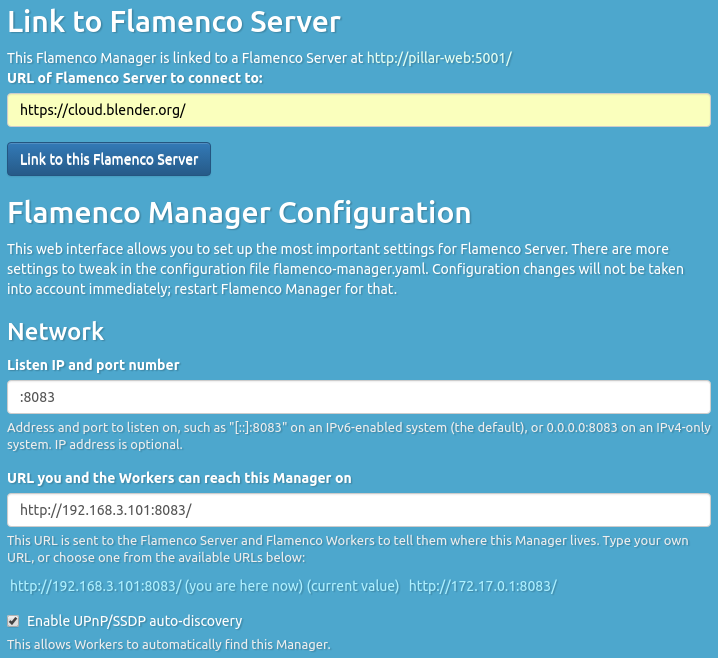 Link to Flamenco Server
This Flamenco Manager is linked to a Flamenco Server at http://pillar-web:5001/
URL of Flamenco Server to connect to:
https://cloud.blender.org/
Link to this Flamenco Server
Flamenco Manager Configuration
This web interface allows you to set up the most important settings for Flamenco Server. There are more
settings to tweak in the configuration file flamenco-manager.yaml. Configuration changes will not be taken
into account immediately; restart Flamenco Manager for that.
Network
Listen IP and port number
:8083
Address and port to listen on, such as "[::]:8083" on an IPv6-enabled system (the default), or 0.0.0.0:8083 on an IPv4-only
system. IP address is optional.
URL you and the Workers can reach this Manager on
http://192.168.3.101:8083/
This URL is sent to the Flamenco Server and Flamenco Workers to tell them where this Manager lives. Type your own
URL, or choose one from the available URLs below:
http://192.168.3.101:8083/ (you are here now) (current value) http://172.17.0.1:8083/
Enable UPnP/SSDP auto-discovery
This allows Workers to automatically find this Manager.